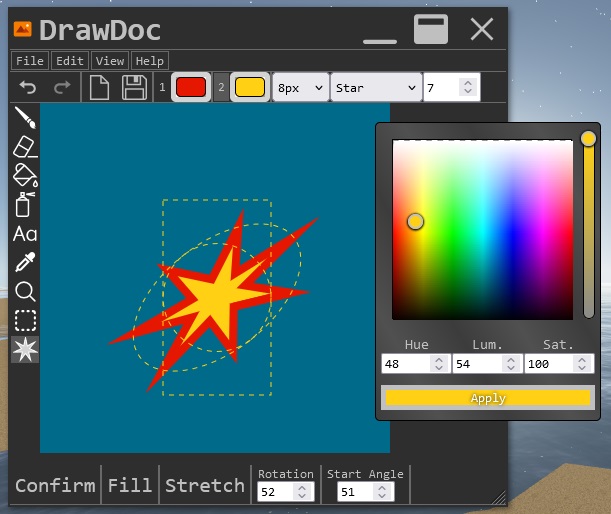 DrawDoc
File Edit View Help
1 2 8px Star 7
Aa
Hue Lum. Sat.
48 54 100
Apply
Confirm Fill Stretch Rotation 52 Start Angle 51